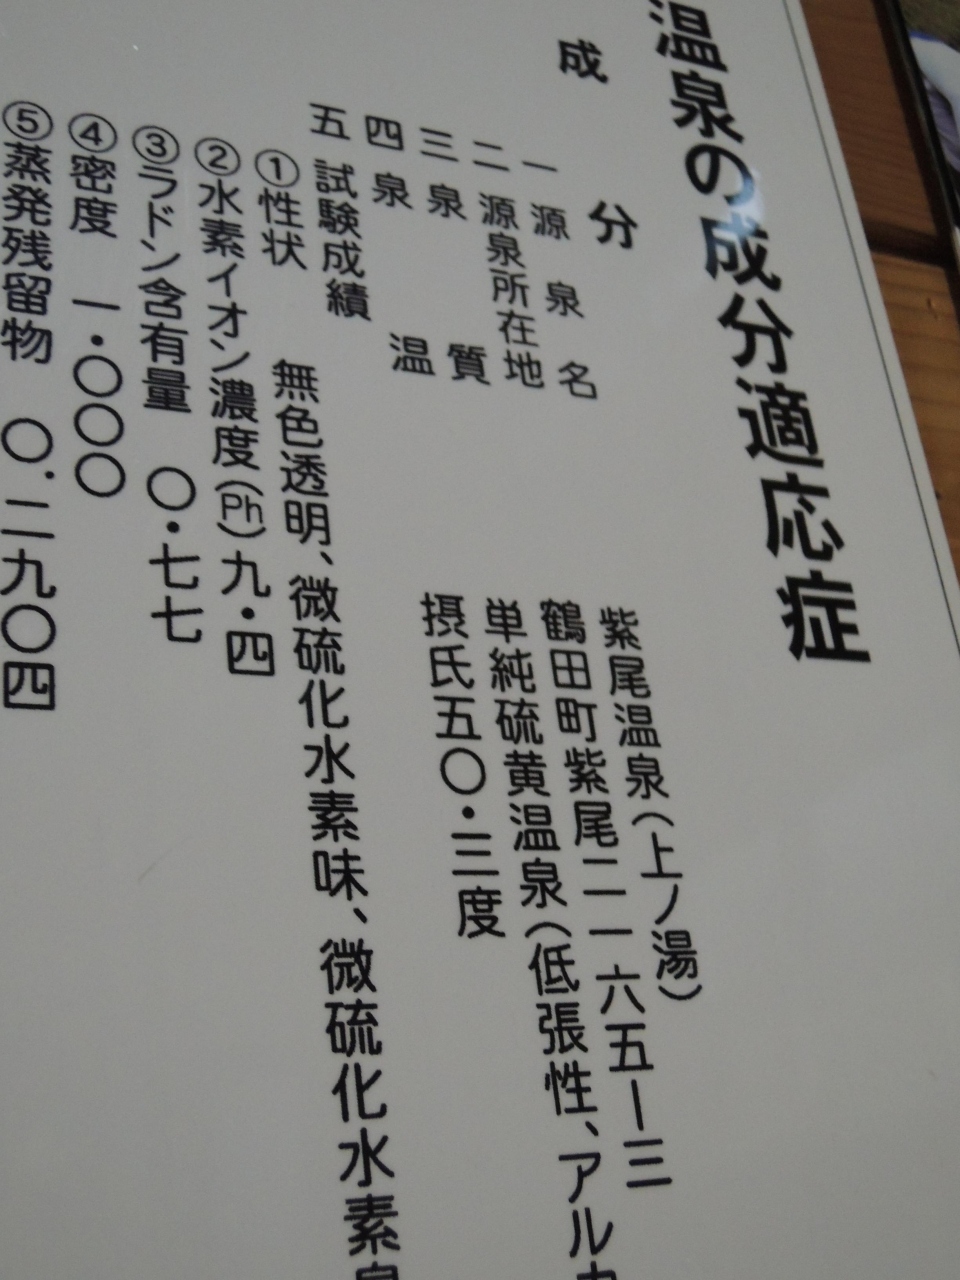 温泉の成分適応症
成分
一 源泉名 紫尾温泉(上ノ湯)
二 源泉所在地 鶴田町紫尾二一六五ー三
三 泉質 単純硫黄温泉(低張性、アルカ
四 泉温 摂氏五〇・三度
五 試験成績
①性状 無色透明、微硫化水素味、微硫化水素臭
②水素イオン濃度(Ph)九・四
③ラドン含有量 〇・七七
④密度 一・〇〇〇
⑤蒸発残留物 〇.二九〇四